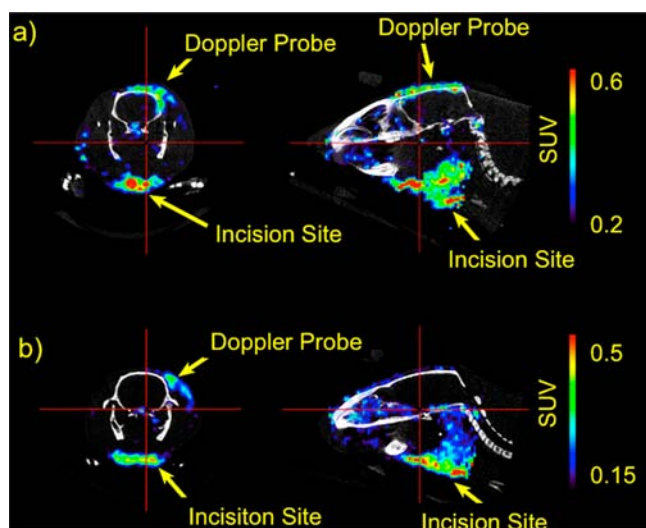 a)
Doppler Probe
Doppler Probe
0.6
SUV
0.2
Incision Site
Incision Site
b)
Doppler Probe
0.5
SUV
0.15
Incisiton Site
Incision Site